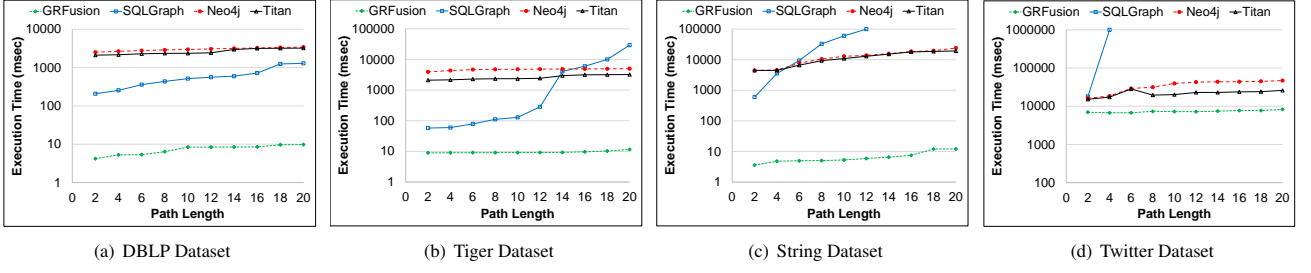 GRFusion SQLGraph Neo4j Titan
Execution Time (msec)
10000
1000
100
10
1
2 4 6 8 10 12 14 16 18 20
Path Length
(a) DBLP Dataset
GRFusion SQLGraph Neo4j Titan
Execution Time (msec)
100000
10000
1000
100
10
1
2 4 6 8 10 12 14 16 18 20
Path Length
(b) Tiger Dataset
GRFusion SQLGraph Neo4j Titan
Execution Time (msec)
100000
10000
1000
100
10
1
2 4 6 8 10 12 14 16 18 20
Path Length
(c) String Dataset
GRFusion SQLGraph Neo4j Titan
Execution Time (msec)
1000000
100000
10000
1000
100
2 4 6 8 10 12 14 16 18 20
Path Length
(d) Twitter Dataset